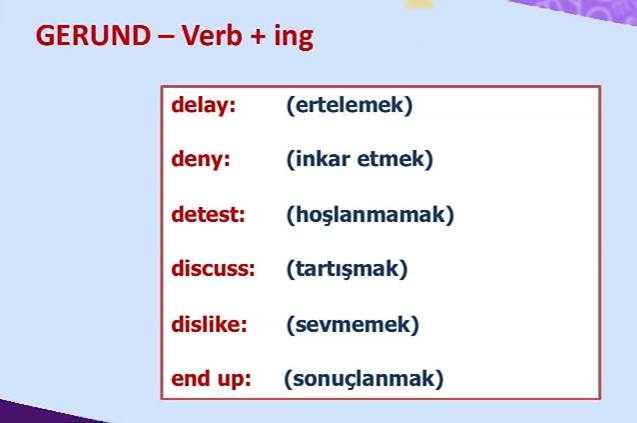 GERUND – Verb + ing
delay: (ertelemek)
deny: (inkar etmek)
detest: (hoşlanmamak)
discuss: (tartışmak)
dislike: (sevmemek)
end up: (sonuçlanmak)